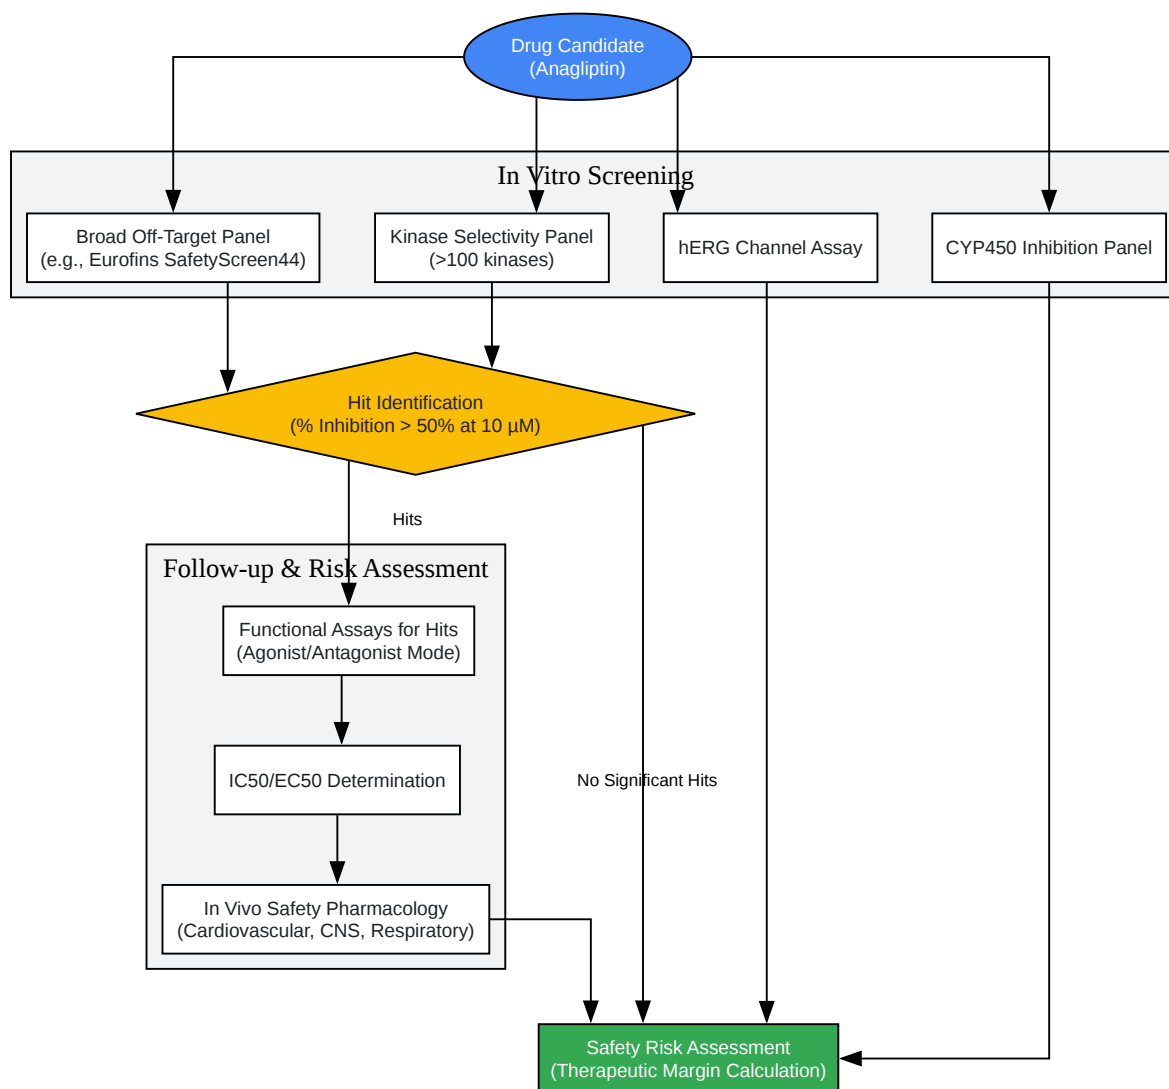 Drug Candidate
(Anagliptin)
In Vitro Screening
Broad Off-Target Panel
(e.g., Eurofins SafetyScreen44)
Kinase Selectivity Panel
(>100 kinases)
hERG Channel Assay
CYP450 Inhibition Panel
Hit Identification
(% Inhibition > 50% at 10 µM)
Hits
Follow-up & Risk Assessment
Functional Assays for Hits
(Agonist/Antagonist Mode)
IC50/EC50 Determination
No Significant Hits
In Vivo Safety Pharmacology
(Cardiovascular, CNS, Respiratory)
Safety Risk Assessment
(Therapeutic Margin Calculation)